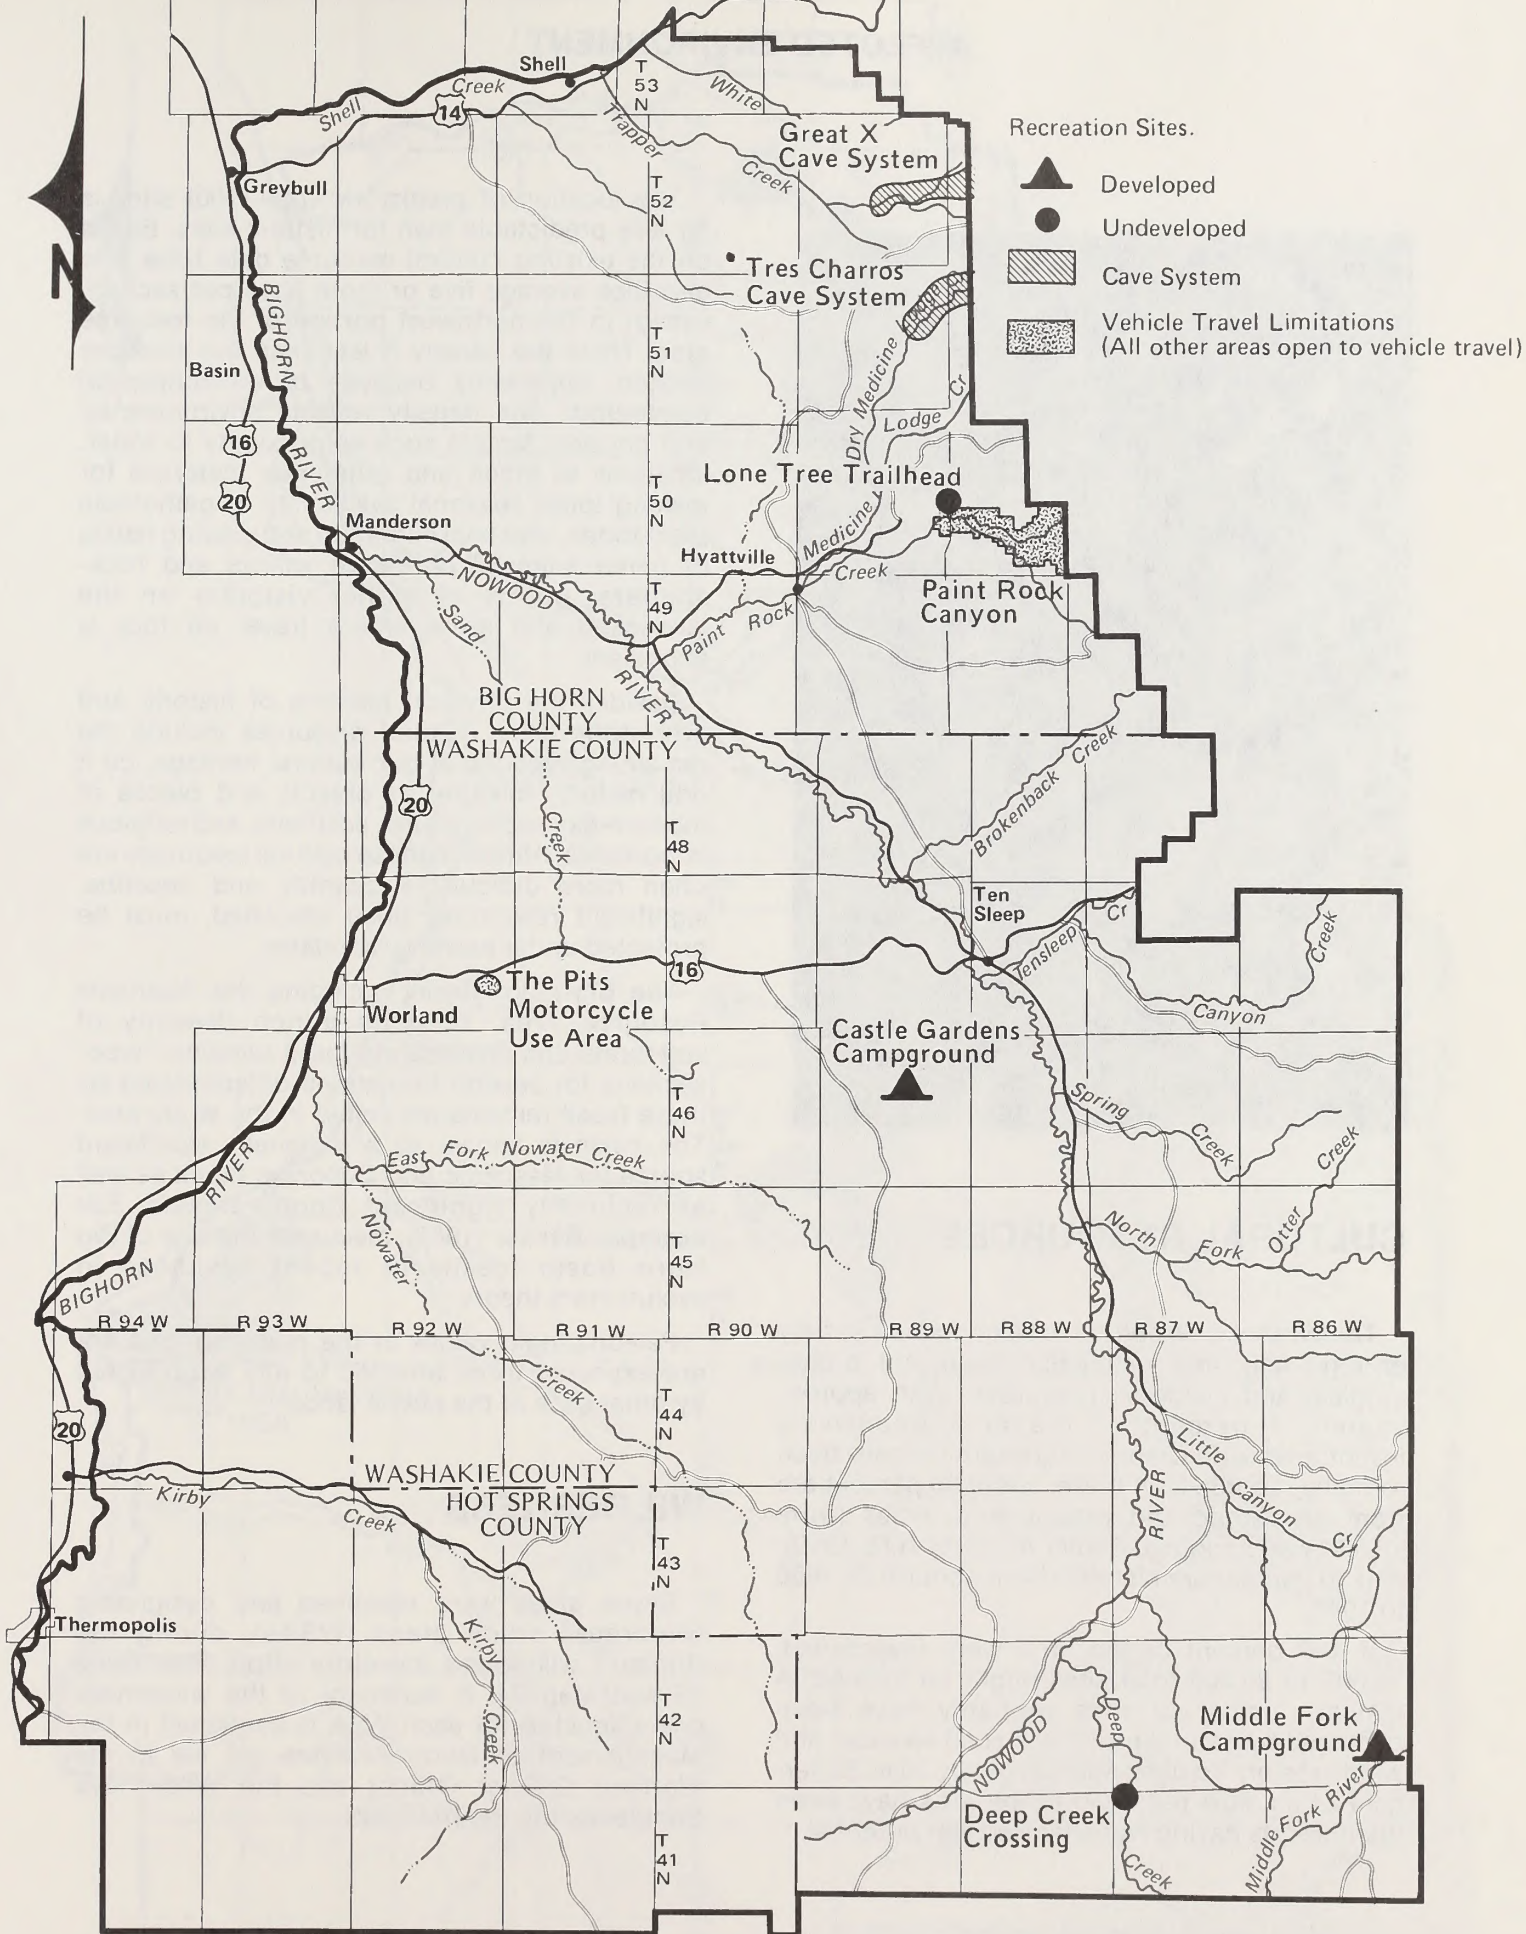 Shell
Creek
Shell
14
T
53
N
White
Trapper
Creek
Great X
Cave System
Recreation Sites.
Developed
Undeveloped
Cave System
Vehicle Travel Limitations
(All other areas open to vehicle travel)
N
Greybull
T
52
N
Tres Charros
Cave System
BIGHORN
RIVER
Basin
T
51
N
Dry Medicine
Lodge
Lodge
Cr
16
20
Lone Tree Trailhead
T
50
N
Manderson
Hyattville
Medicine
Creek
NOWOOD
RIVER
Sand
T
49
N
Paint Rock
Paint Rock
Canyon
BIG HORN
COUNTY
WASHAKIE COUNTY
20
Creek
T
48
N
Brokenback Creek
Ten
Sleep
Cr
Tensleep
Creek
Canyon
16
The Pits
Motorcycle
Use Area
Worland
Castle Gardens
Campground
T
46
N
Spring
Creek
Creek
Otter
East Fork Nowater Creek
RIVER
BIGHORN
Nowater
T
45
N
North
Fork
R 94 W
R 93 W
R 92 W
R 91 W
R 90 W
R 89 W
R 88 W
R 87 W
R 86 W
Creek
T
44
N
20
Little
Canyon
Cr
RIVER
WASHAKIE COUNTY
HOT SPRINGS
COUNTY
Kirby
Creek
T
43
N
Thermopolis
Kirby
Creek
T
42
N
NOWOOD
Deep
Middle Fork
Campground
Deep Creek
Crossing
Middle Fork River
T
41
N
Creek